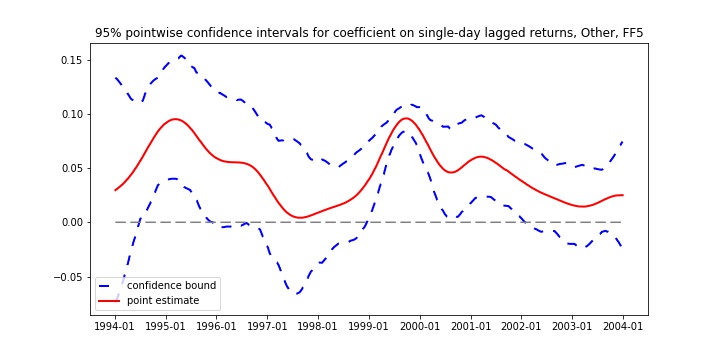 95% pointwise confidence intervals for coefficient on single-day lagged returns, Other, FF5
0.15
0.10
0.05
0.00
−0.05
confidence bound
point estimate
1994-01 1995-01 1996-01 1997-01 1998-01 1999-01 2000-01 2001-01 2002-01 2003-01 2004-01